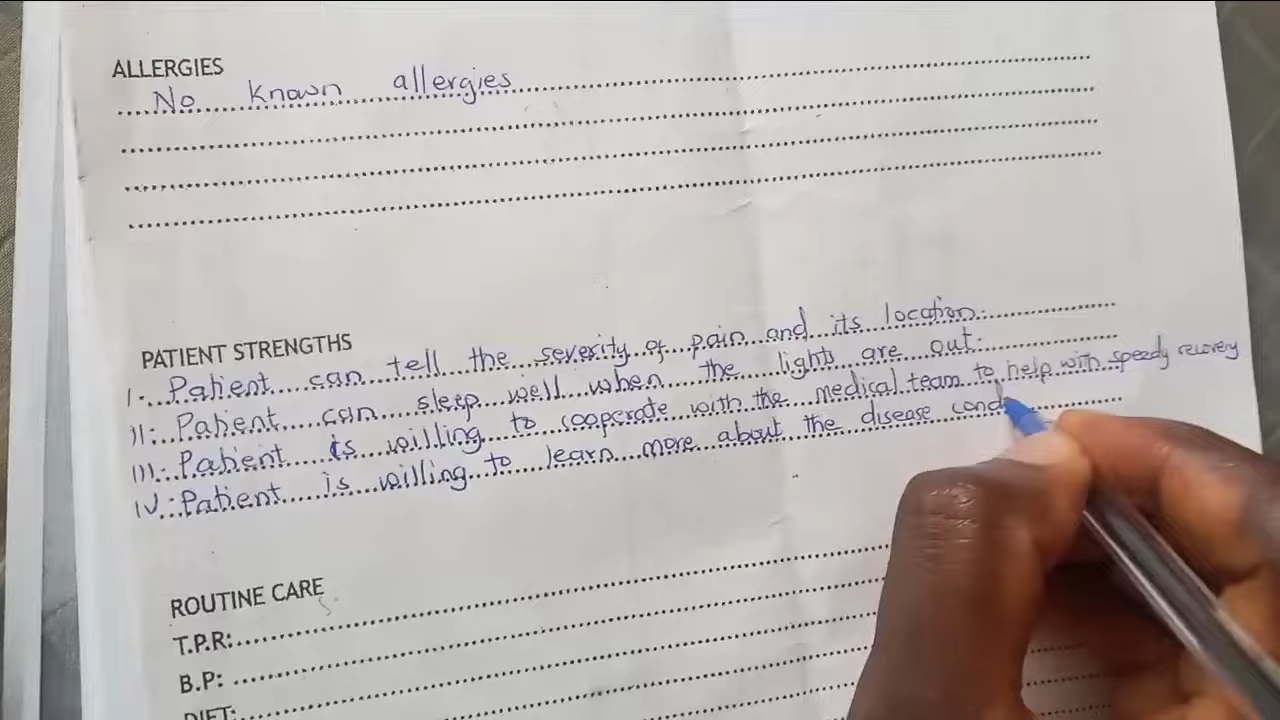 ALLERGIES
No known allergies
PATIENT STRENGTHS
I. Patient can tell the severity of pain and its location.
II. Patient can sleep well when the lights are out.
III. Patient is willing to cooperate with the medical team to help with speedy recovery
IV. Patient is willing to learn more about the disease cond
ROUTINE CARE
T.P.R:
B.P:
DIET: